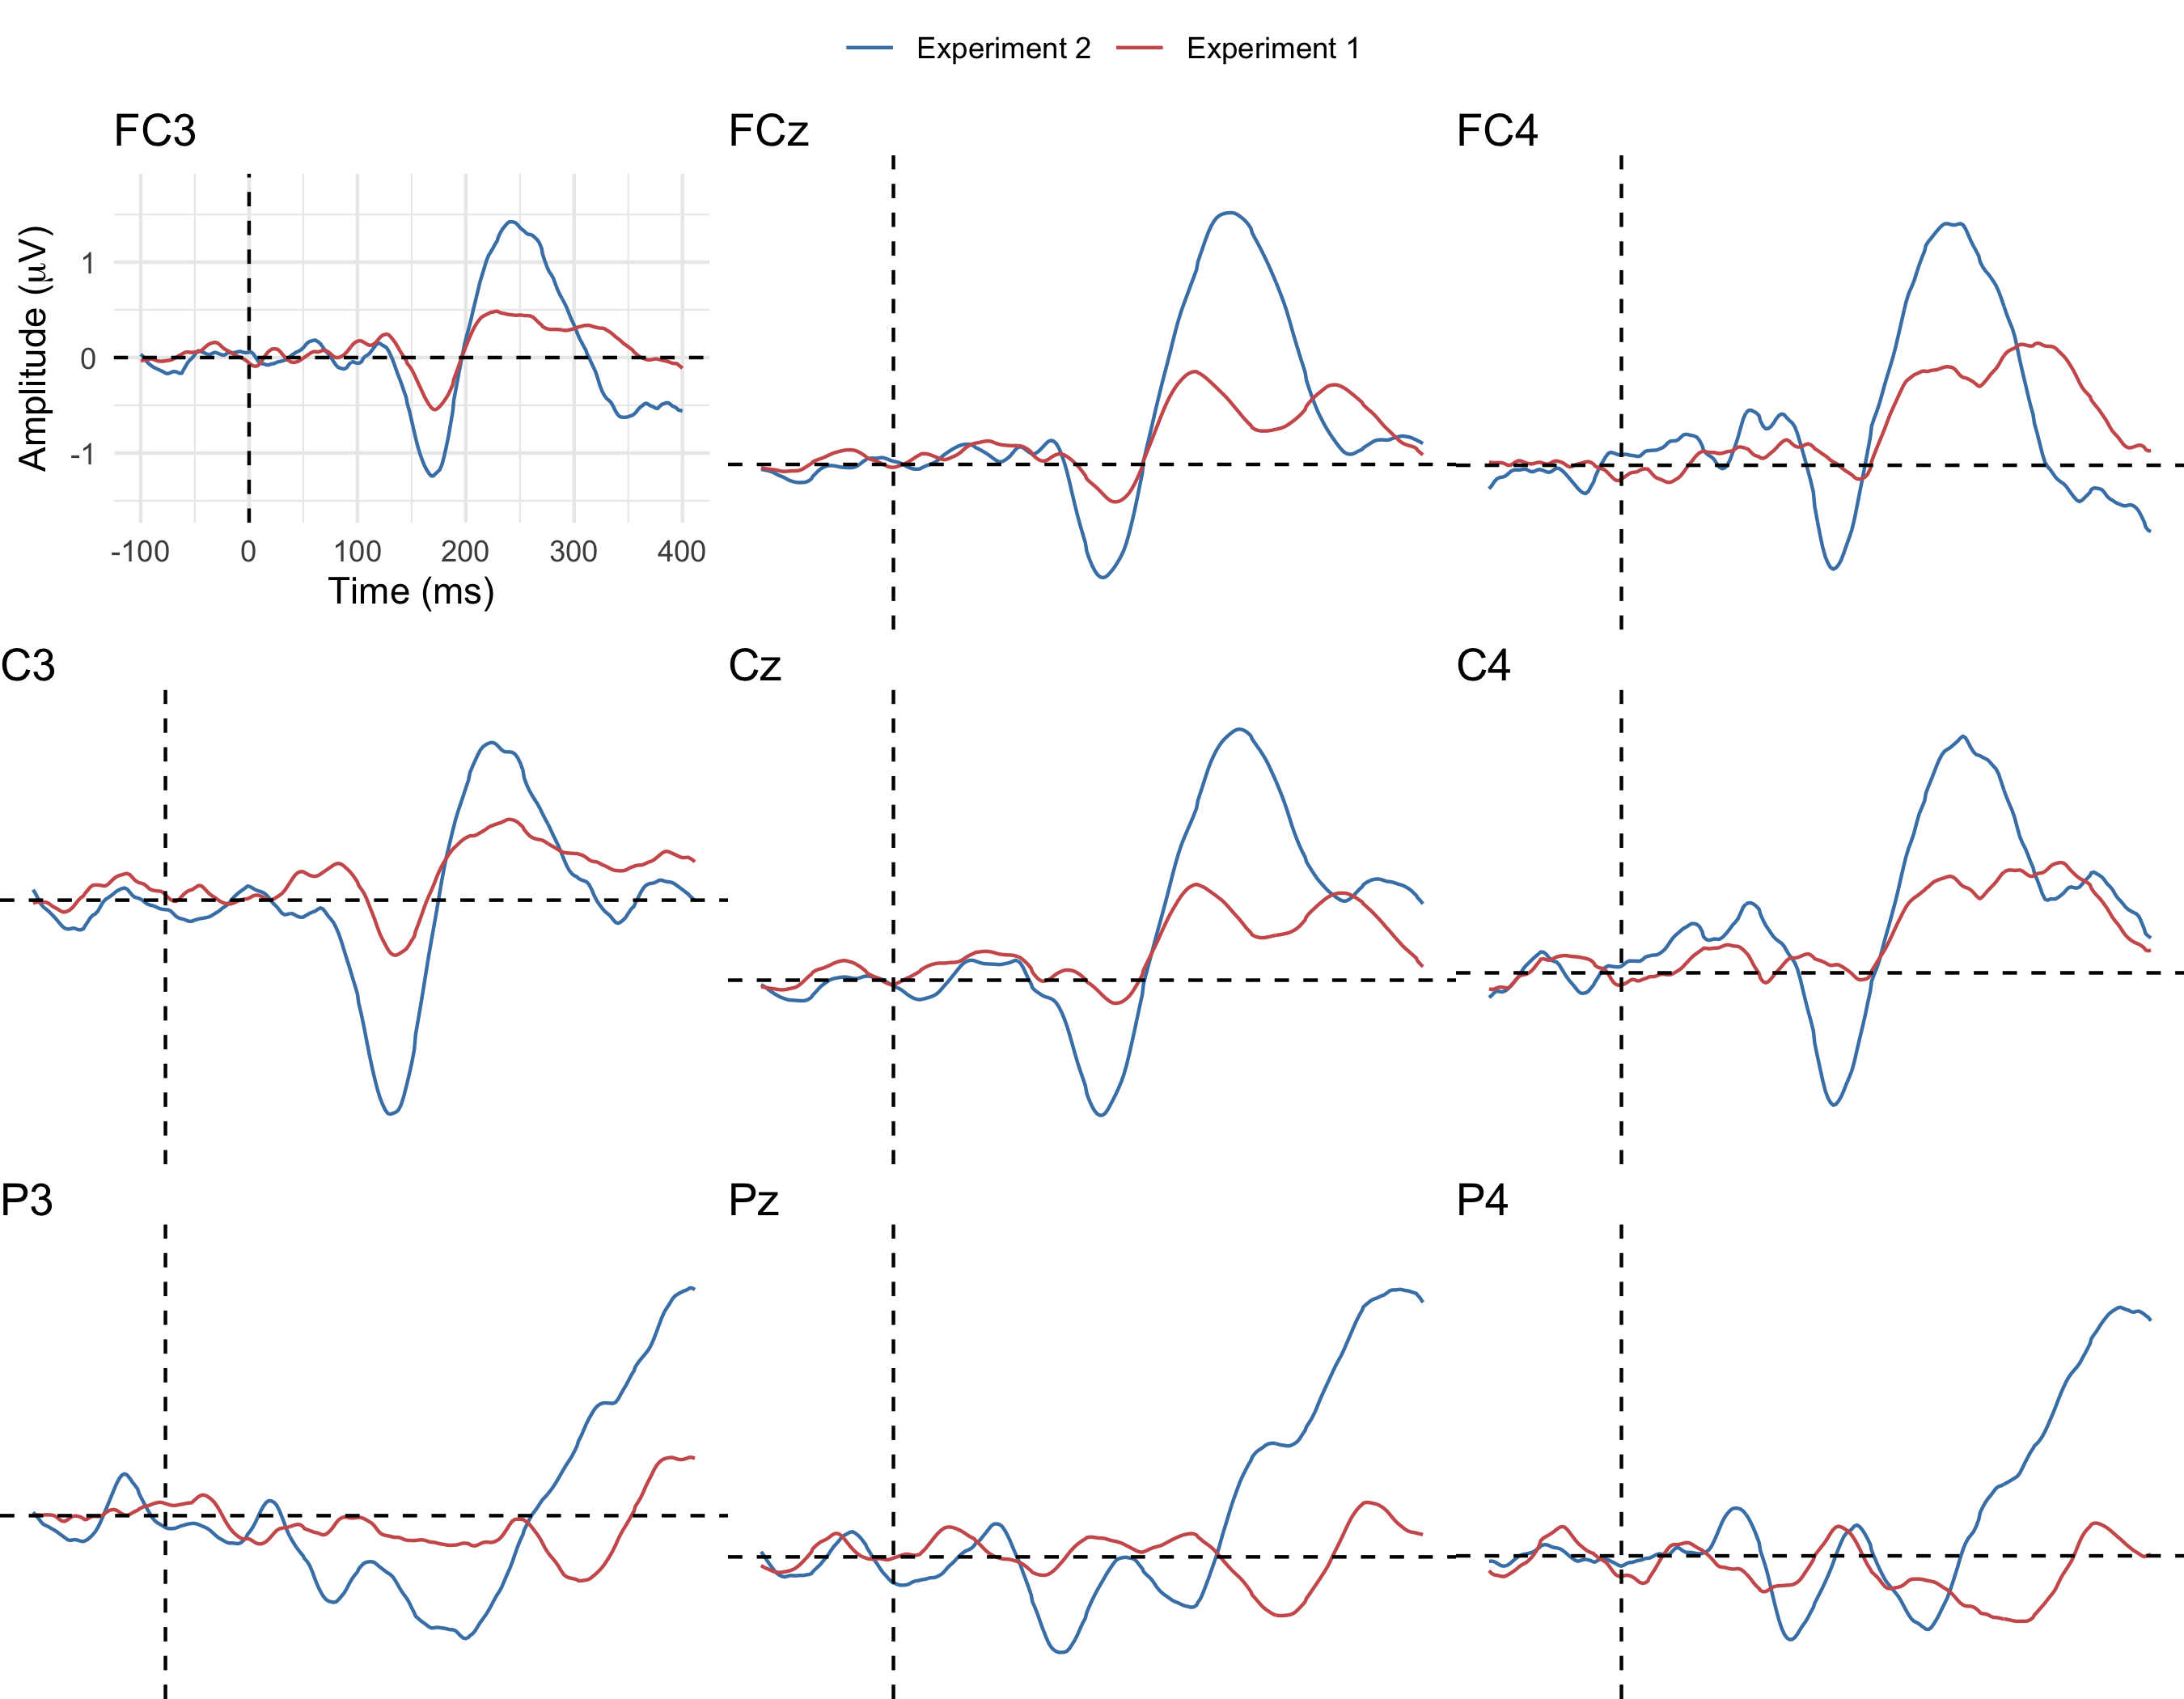 Experiment 2 Experiment 1
FC3
FCz
FC4
Amplitude (μV)
1
0
-1
-100 0 100 200 300 400
Time (ms)
C3
Cz
C4
P3
Pz
P4